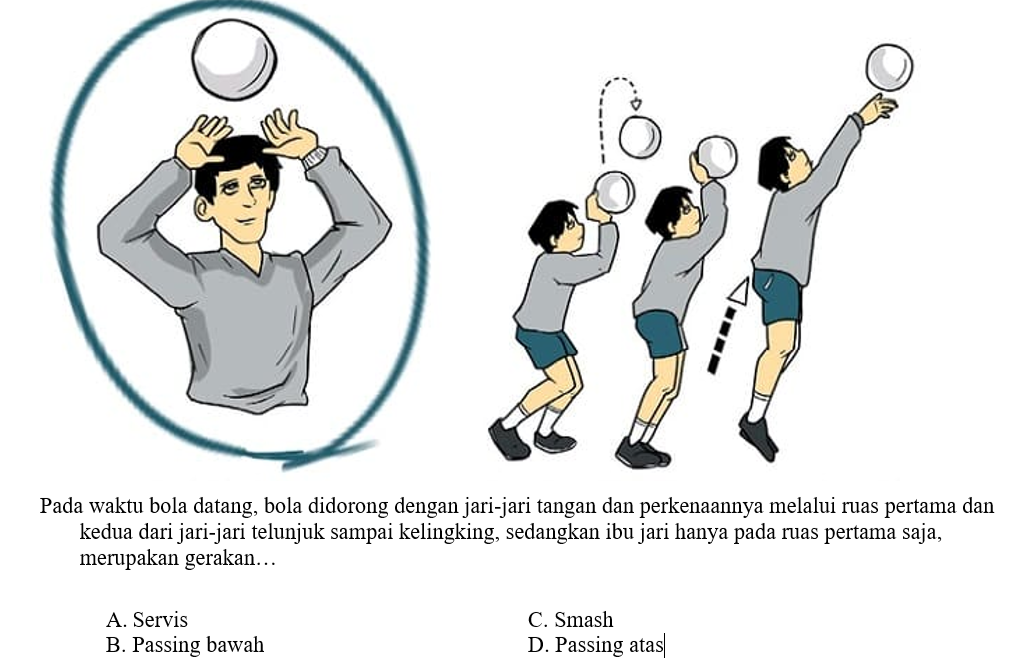 Pada waktu bola datang, bola didorong dengan jari-jari tangan dan perkenaannya melalui ruas pertama dan
kedua dari jari-jari telunjuk sampai kelingking, sedangkan ibu jari hanya pada ruas pertama saja,
merupakan gerakan…
A. Servis
B. Passing bawah
C. Smash
D. Passing atas